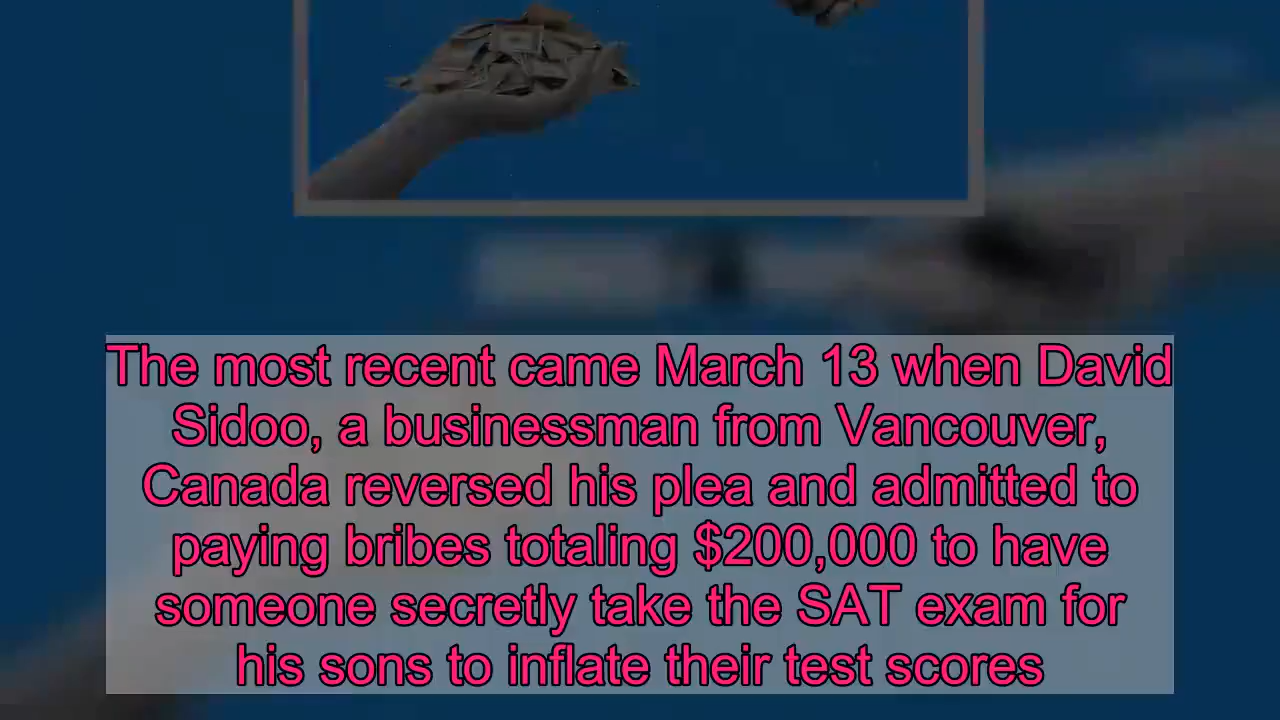 The most recent came March 13 when David
Sidoo, a businessman from Vancouver,
Canada reversed his plea and admitted to
paying bribes totaling $200,000 to have
someone secretly take the SAT exam for
his sons to inflate their test scores